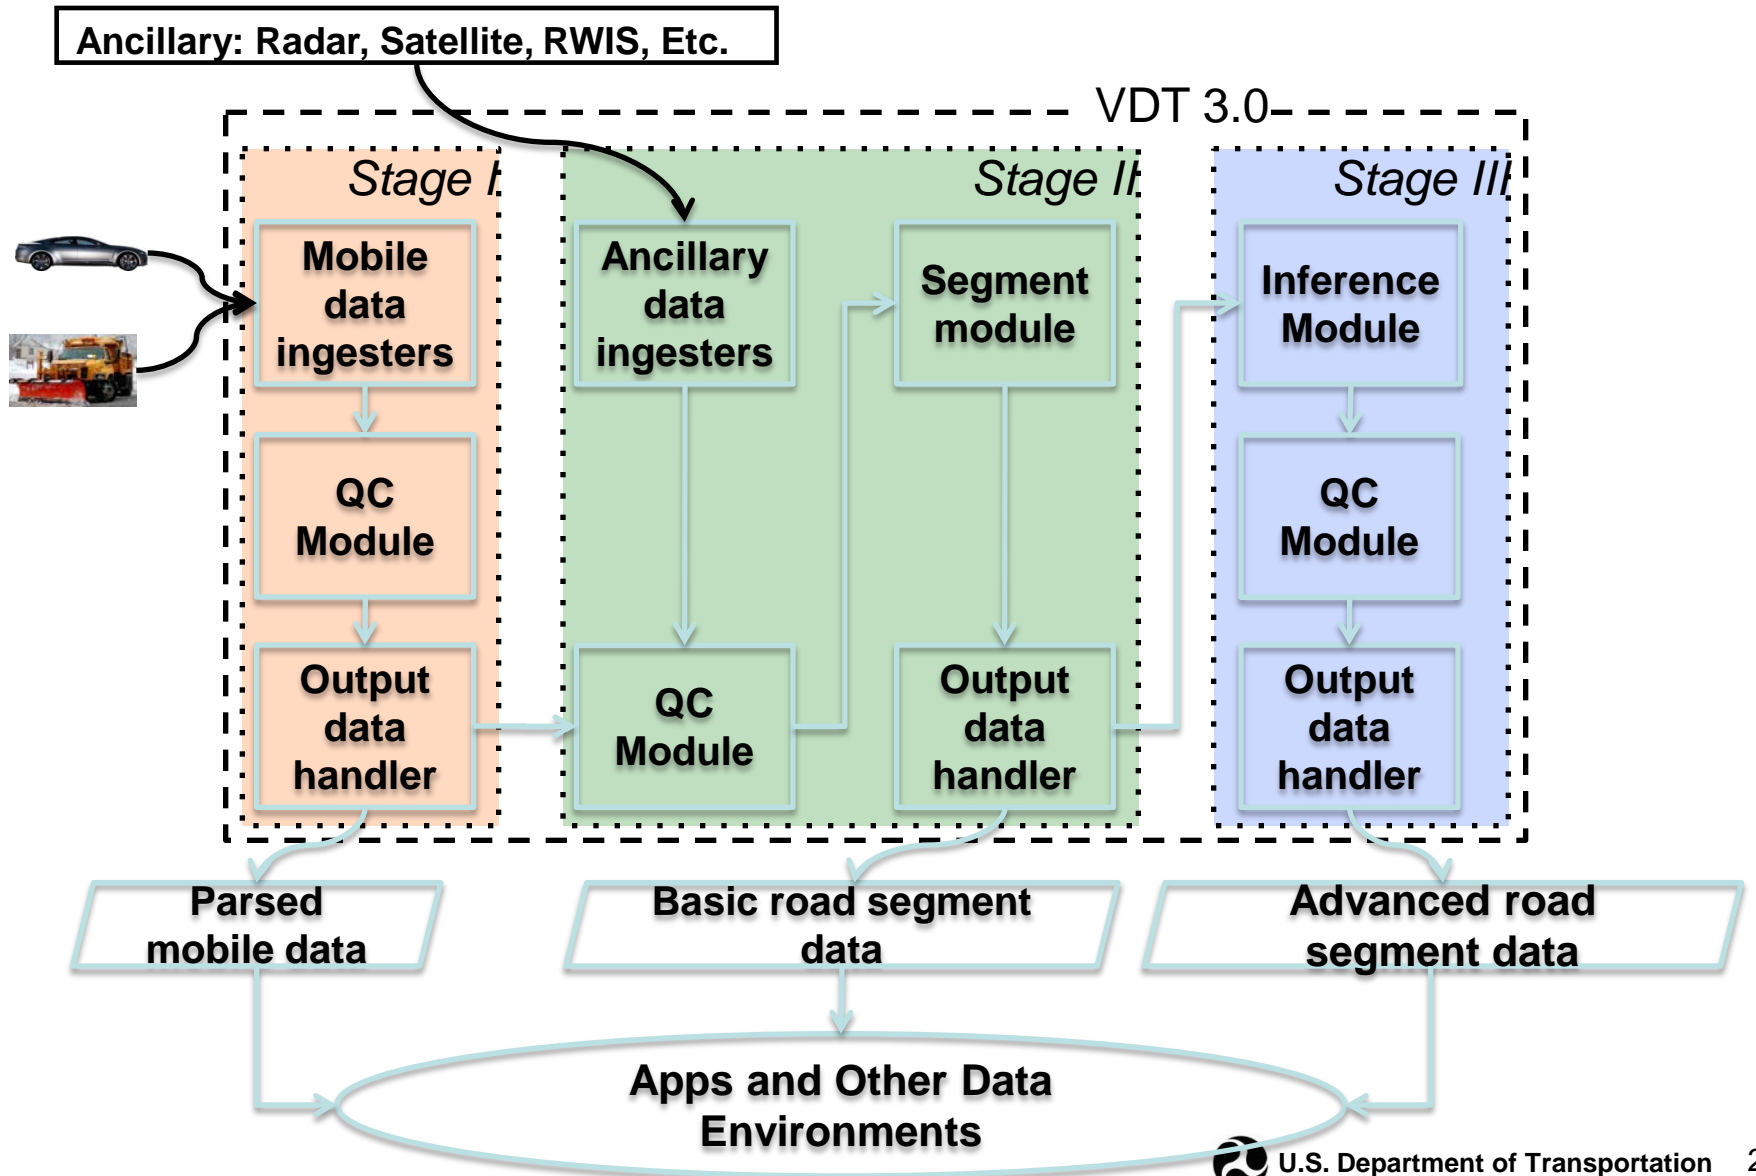 Ancillary: Radar, Satellite, RWIS, Etc.
VDT 3.0
Stage I
Mobile
data
ingesters
QC
Module
Output
data
handler
Stage II
Ancillary
data
ingesters
QC
Module
Segment
module
Output
data
handler
Stage III
Inference
Module
QC
Module
Output
data
handler
Parsed
mobile data
Basic road segment
data
Advanced road
segment data
Apps and Other Data
Environments
U.S. Department of Transportation